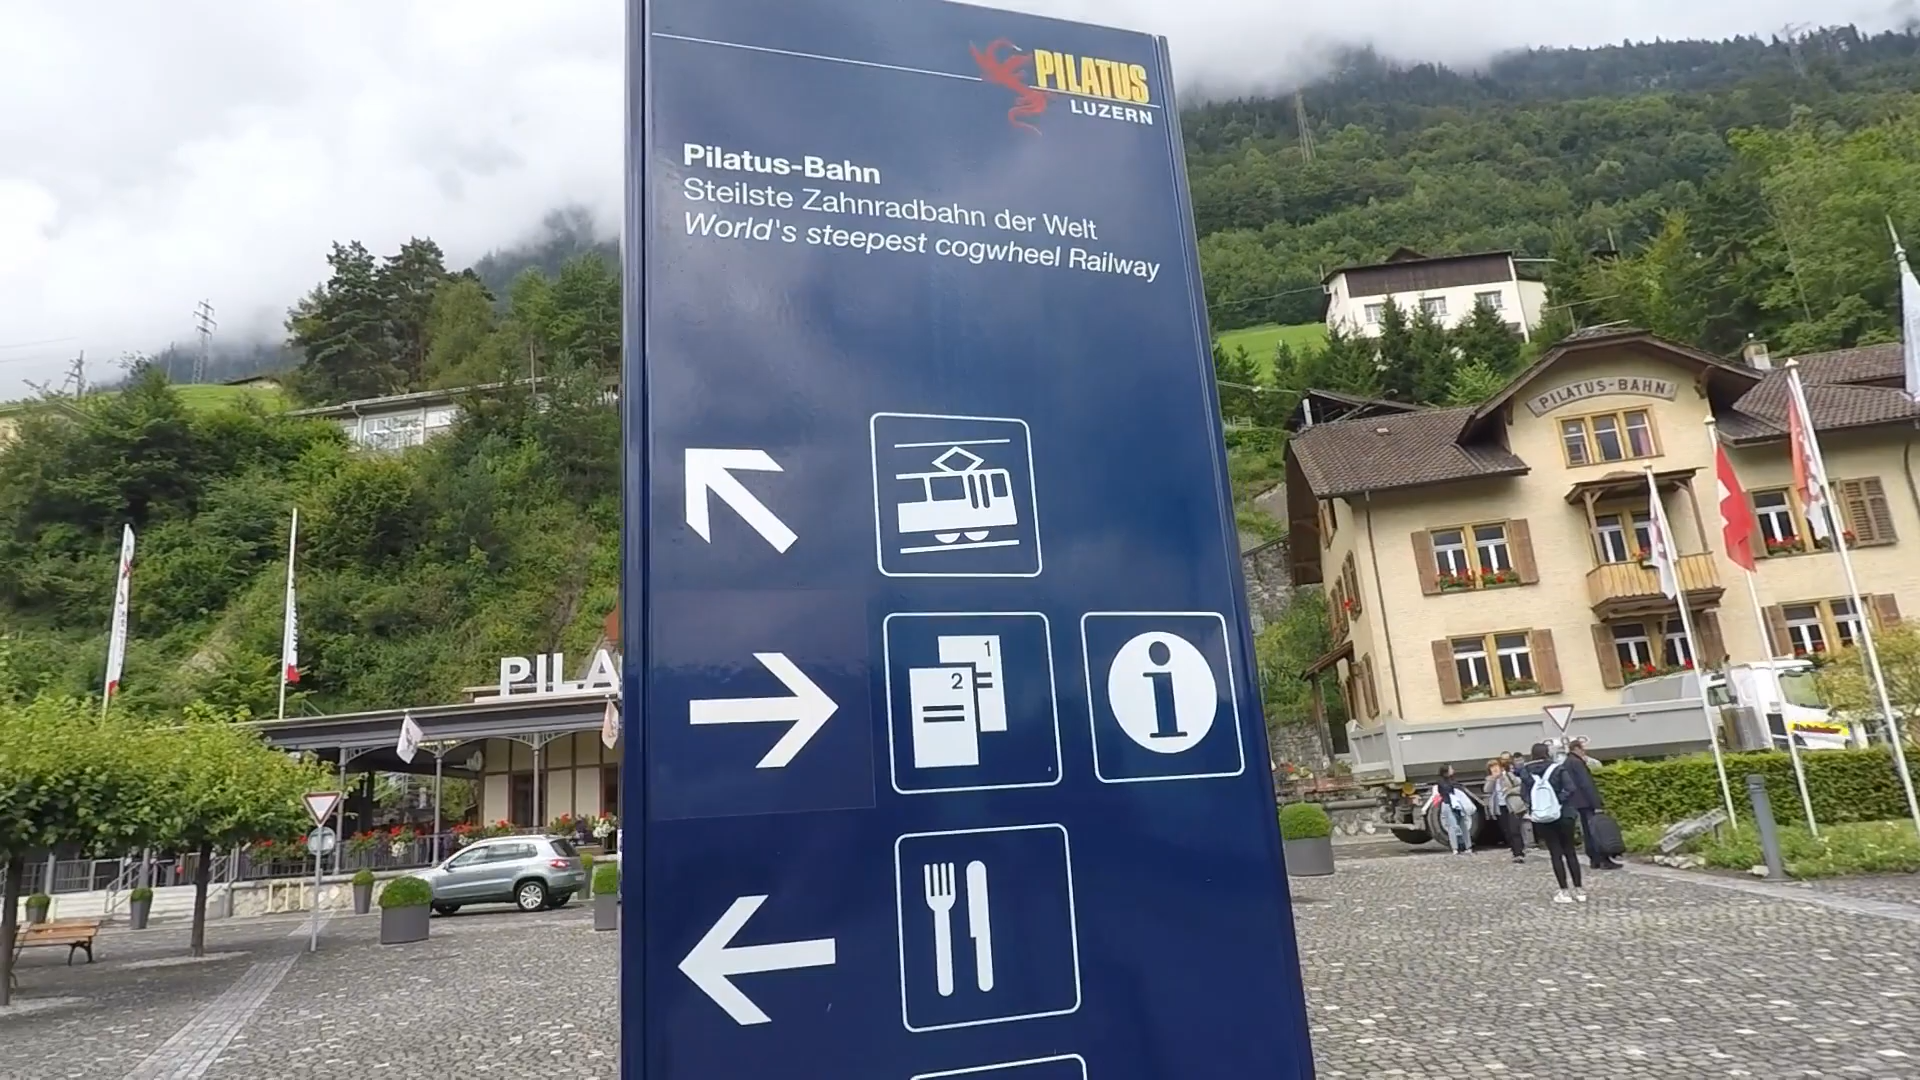 PILATUS
LUZERN
Pilatus-Bahn
Steilste Zahnradbahn der Welt
World's steepest cogwheel Railway
1
2
i
PILA
PILATUS-BAHN